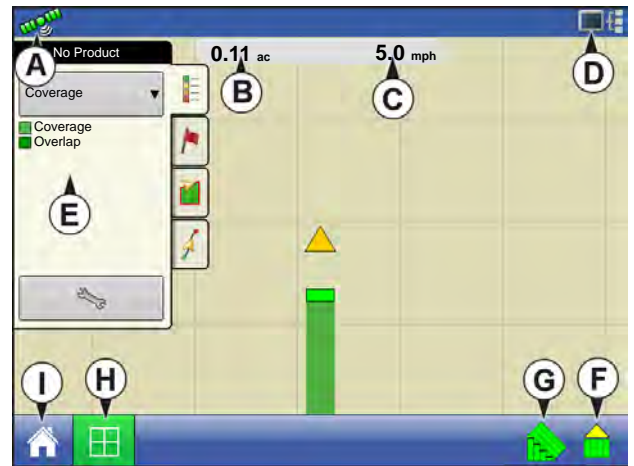 No Product
0.11 ac
5.0 mph
A
B
C
D
Coverage
Coverage
Overlap
E
I
H
G
F